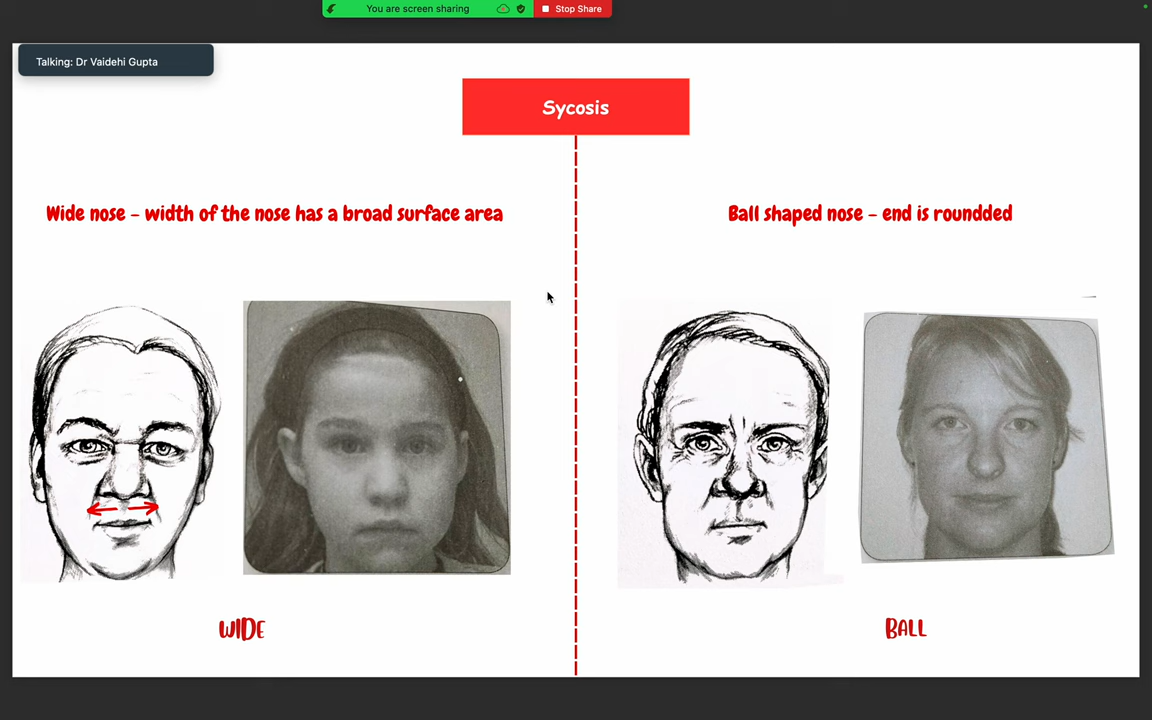 You are screen sharing
Stop Share
Talking: Dr Vaidehi Gupta
Sycosis
Wide nose - width of the nose has a broad surface area
Ball shaped nose - end is roundded
WIDE
BALL